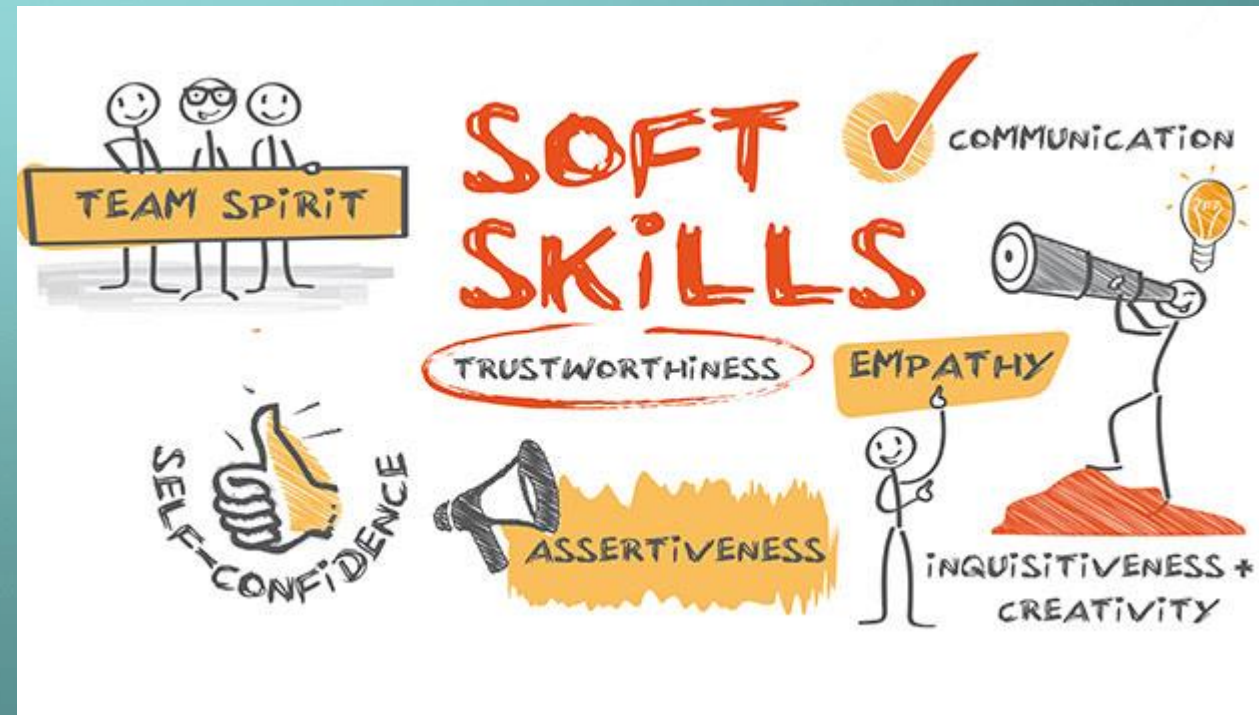 TEAM SPiRiT
SOFT
SKiLLS
COMMUNiCATiON
TRUSTWORTHiNESS
EMPATHY
SELF-CONFiDENCE
ASSERTiVENESS
iNQUiSiTiVENESS +
CREATiViTY